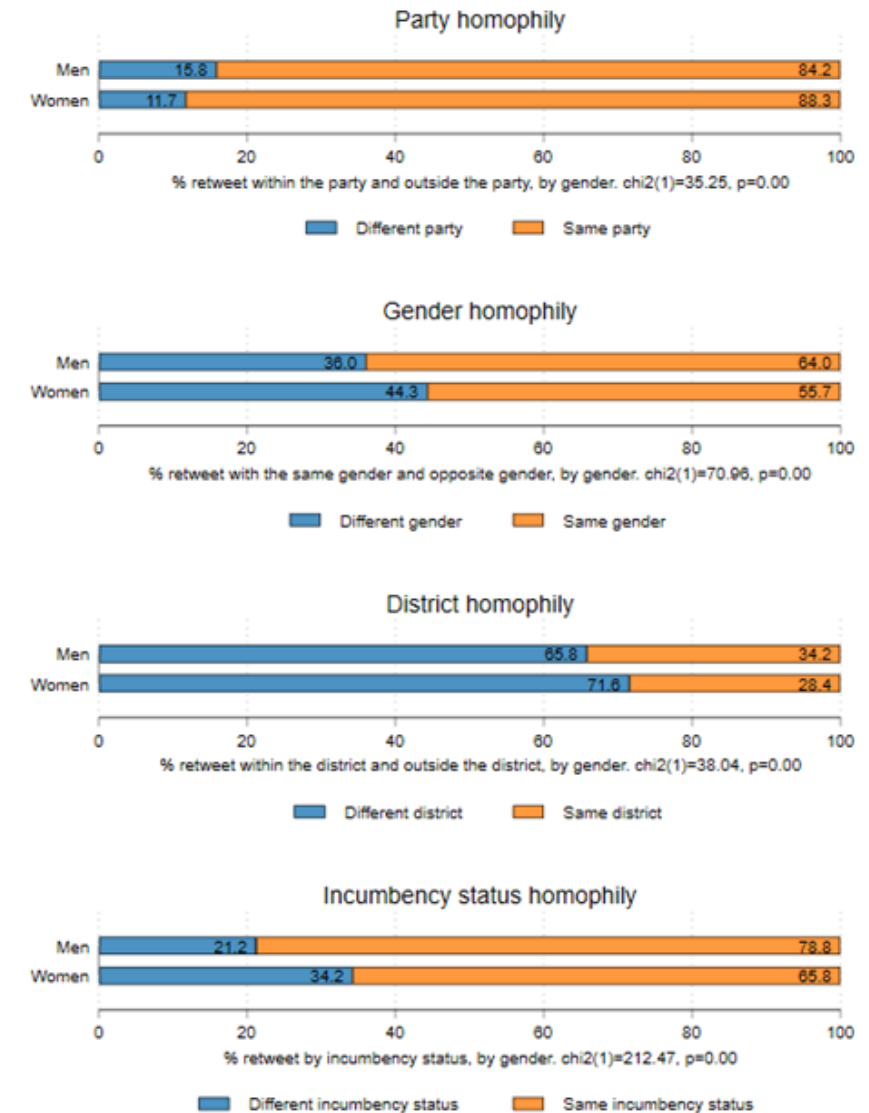 Party homophily
Men 15.8 84.2
Women 11.7 88.3
0 20 40 60 80 100
% retweet within the party and outside the party, by gender. chi2(1)=35.25, p=0.00
Different party Same party
Gender homophily
Men 36.0 64.0
Women 44.3 55.7
0 20 40 60 80 100
% retweet with the same gender and opposite gender, by gender. chi2(1)=70.96, p=0.00
Different gender Same gender
District homophily
Men 65.8 34.2
Women 71.6 28.4
0 20 40 60 80 100
% retweet within the district and outside the district, by gender. chi2(1)=38.04, p=0.00
Different district Same district
Incumbency status homophily
Men 21.2 78.8
Women 34.2 65.8
0 20 40 60 80 100
% retweet by incumbency status, by gender. chi2(1)=212.47, p=0.00
Different incumbency status Same incumbency status